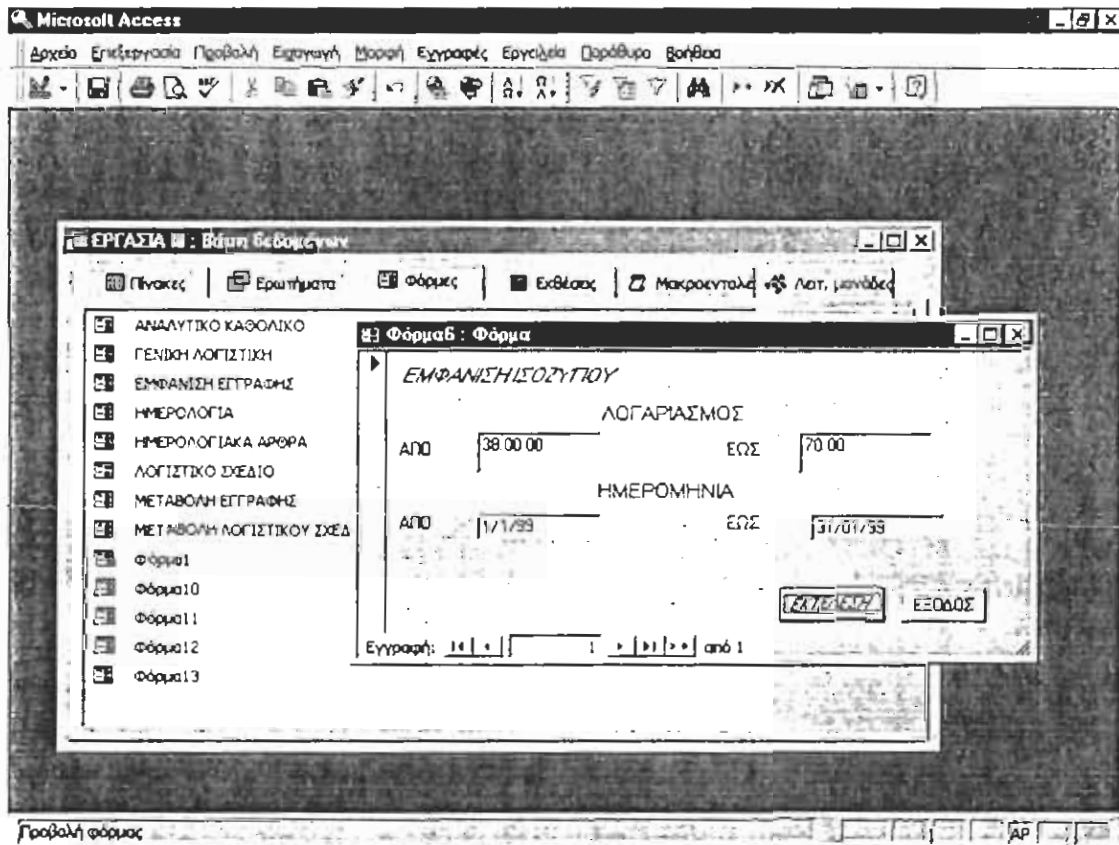 Microsoft Access
Αρχείο Επεξεργασία Προβολή Εισαγωγή Μορφή Εγγραφές Εργαλεία Παράθυρο Βοήθεια
ΕΡΓΑΣΙΑ : Βάση δεδομένων
Πίνακες Ερωτήματα Φόρμες Εκθέσεις Μακροεντολέ Λειτ. μονάδες
ΑΝΑΛΥΤΙΚΟ ΚΑΘΟΛΙΚΟ
ΓΕΝΙΚΗ ΛΟΓΙΣΤΙΚΗ
ΕΜΦΑΝΙΣΗ ΕΓΓΡΑΦΗΣ
ΗΜΕΡΟΛΟΓΙΑ
ΗΜΕΡΟΛΟΓΙΑΚΑ ΑΡΘΡΑ
ΛΟΓΙΣΤΙΚΟ ΣΧΕΔΙΟ
ΜΕΤΑΒΟΛΗ ΕΓΓΡΑΦΗΣ
ΜΕΤΑΒΟΛΗ ΛΟΓΙΣΤΙΚΟΥ ΣΧΕΔ
Φόρμα1
Φόρμα10
Φόρμα11
Φόρμα12
Φόρμα13
Φόρμα6 : Φόρμα
ΕΜΦΑΝΙΣΗ ΙΣΟΖΥΓΙΟΥ
ΛΟΓΑΡΙΑΣΜΟΣ
ΑΠΟ 38.00.00 ΕΩΣ 70.00
ΗΜΕΡΟΜΗΝΙΑ
ΑΠΟ 1/1/99 ΕΩΣ 31/01/99
ΕΚΤΕΛΕΣΗ ΕΞΟΔΟΣ
Εγγραφή: 1 από 1
Προβολή φόρμας
ΑΡ